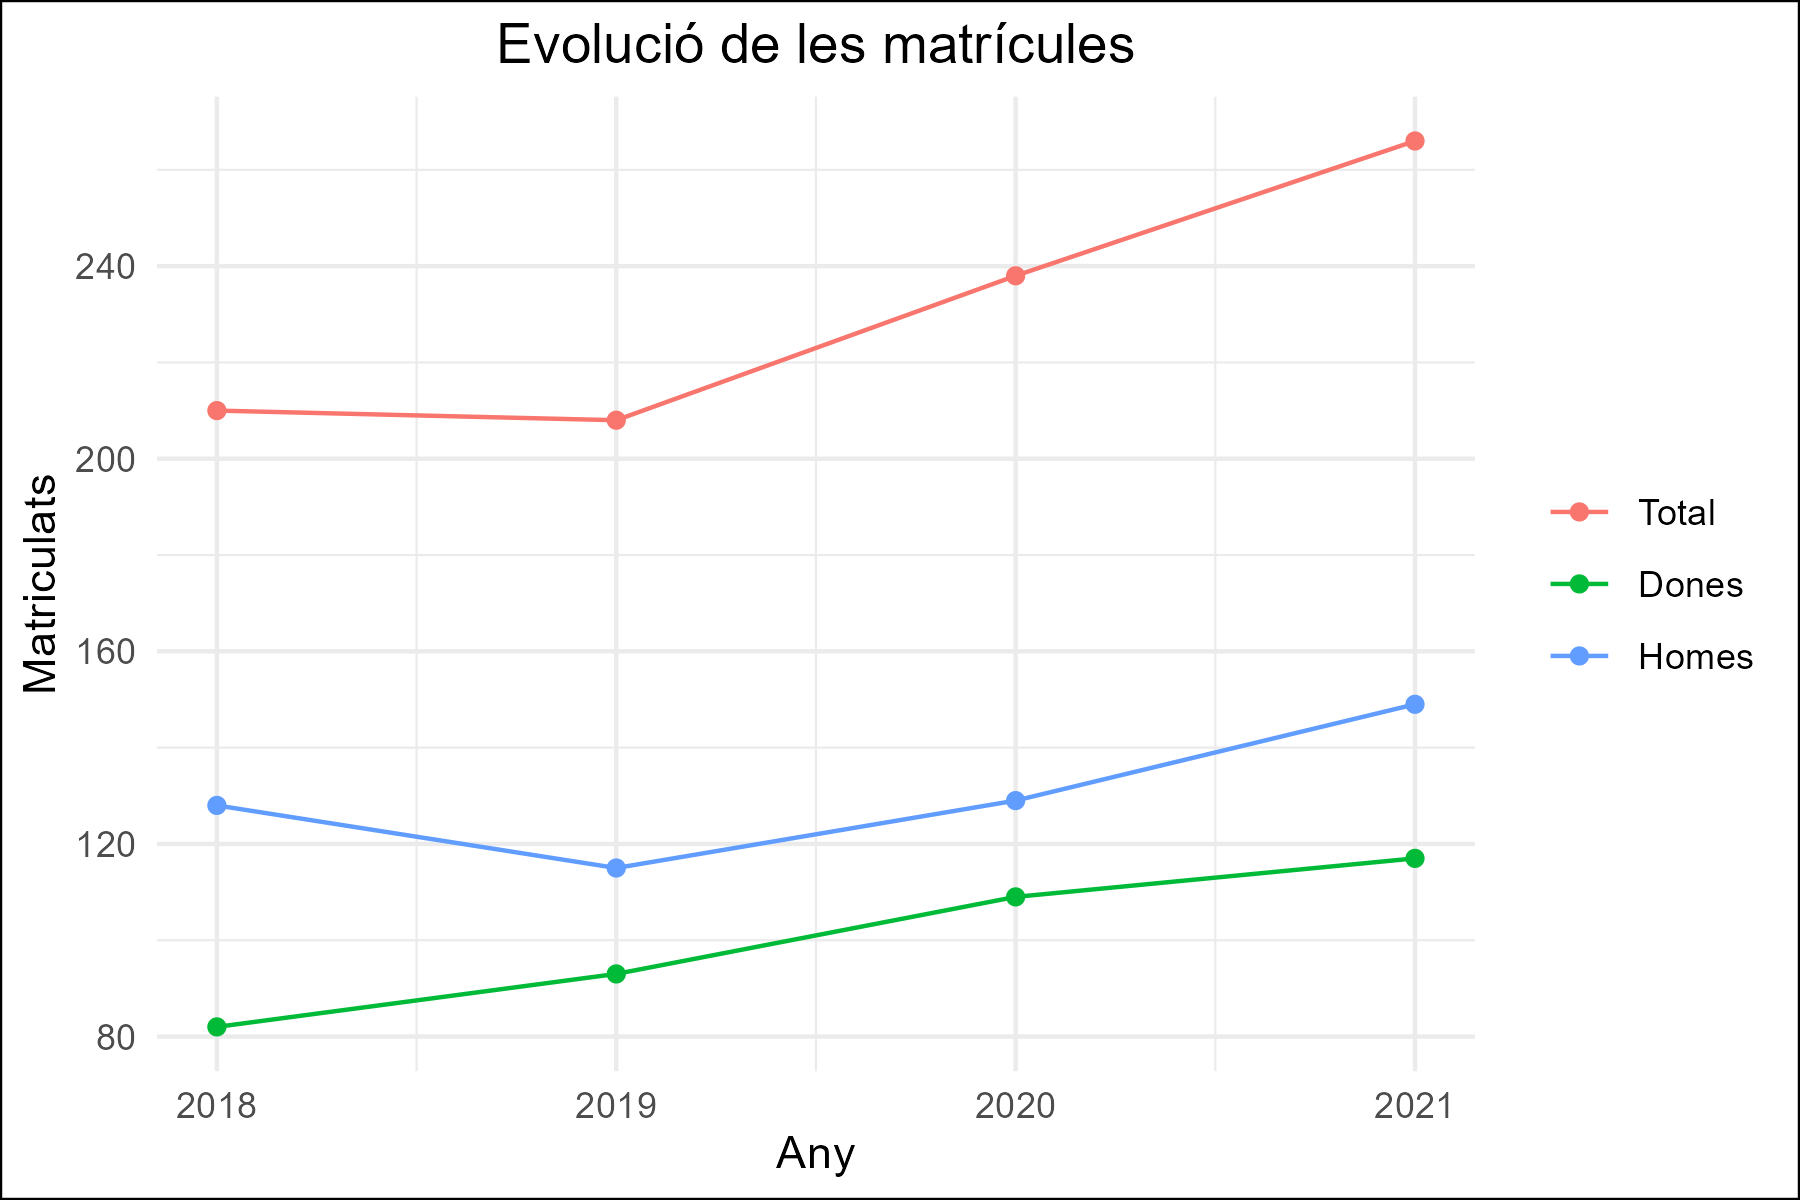 Evolució de les matrícules
Matriculats
240
200
160
120
80
2018 2019 2020 2021
Any
Total
Dones
Homes